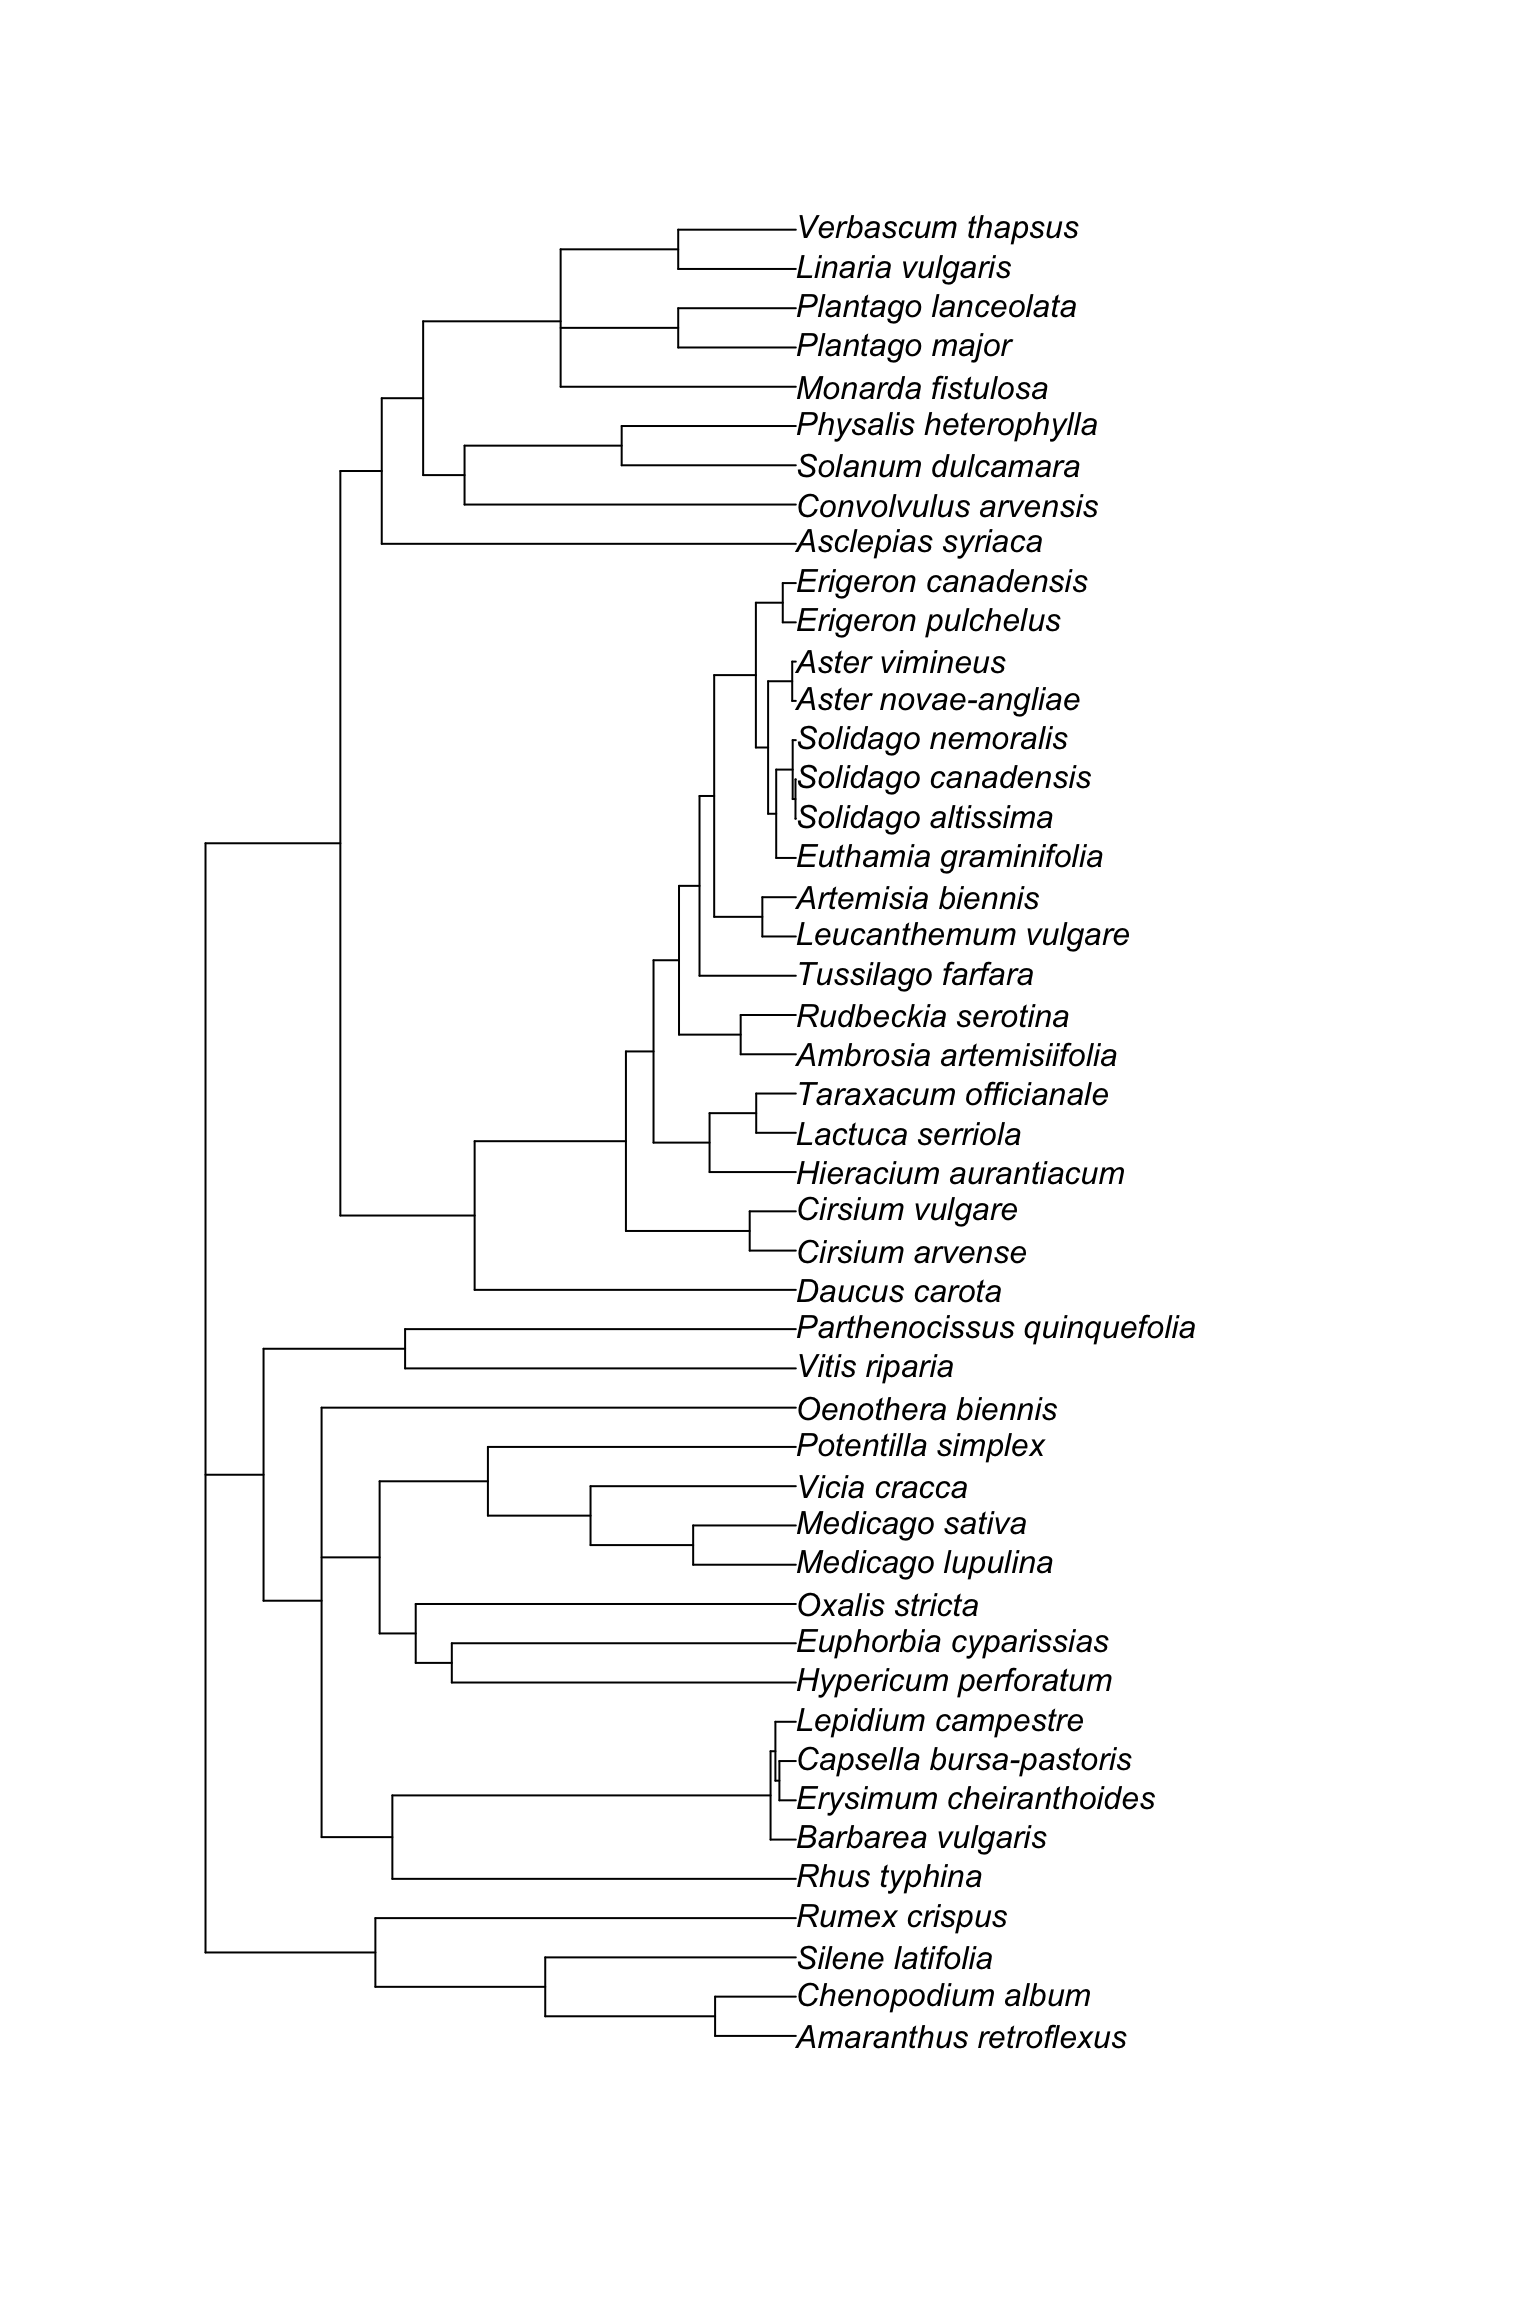 Verbascum thapsus
Linaria vulgaris
Plantago lanceolata
Plantago major
Monarda fistulosa
Physalis heterophylla
Solanum dulcamara
Convolvulus arvensis
Asclepias syriaca
Erigeron canadensis
Erigeron pulchelus
Aster vimineus
Aster novae-angliae
Solidago nemoralis
Solidago canadensis
Solidago altissima
Euthamia graminifolia
Artemisia biennis
Leucanthemum vulgare
Tussilago farfara
Rudbeckia serotina
Ambrosia artemisiifolia
Taraxacum officianale
Lactuca serriola
Hieracium aurantiacum
Cirsium vulgare
Cirsium arvense
Daucus carota
Parthenocissus quinquefolia
Vitis riparia
Oenothera biennis
Potentilla simplex
Vicia cracca
Medicago sativa
Medicago lupulina
Oxalis stricta
Euphorbia cyparissias
Hypericum perforatum
Lepidium campestre
Capsella bursa-pastoris
Erysimum cheiranthoides
Barbarea vulgaris
Rhus typhina
Rumex crispus
Silene latifolia
Chenopodium album
Amaranthus retroflexus